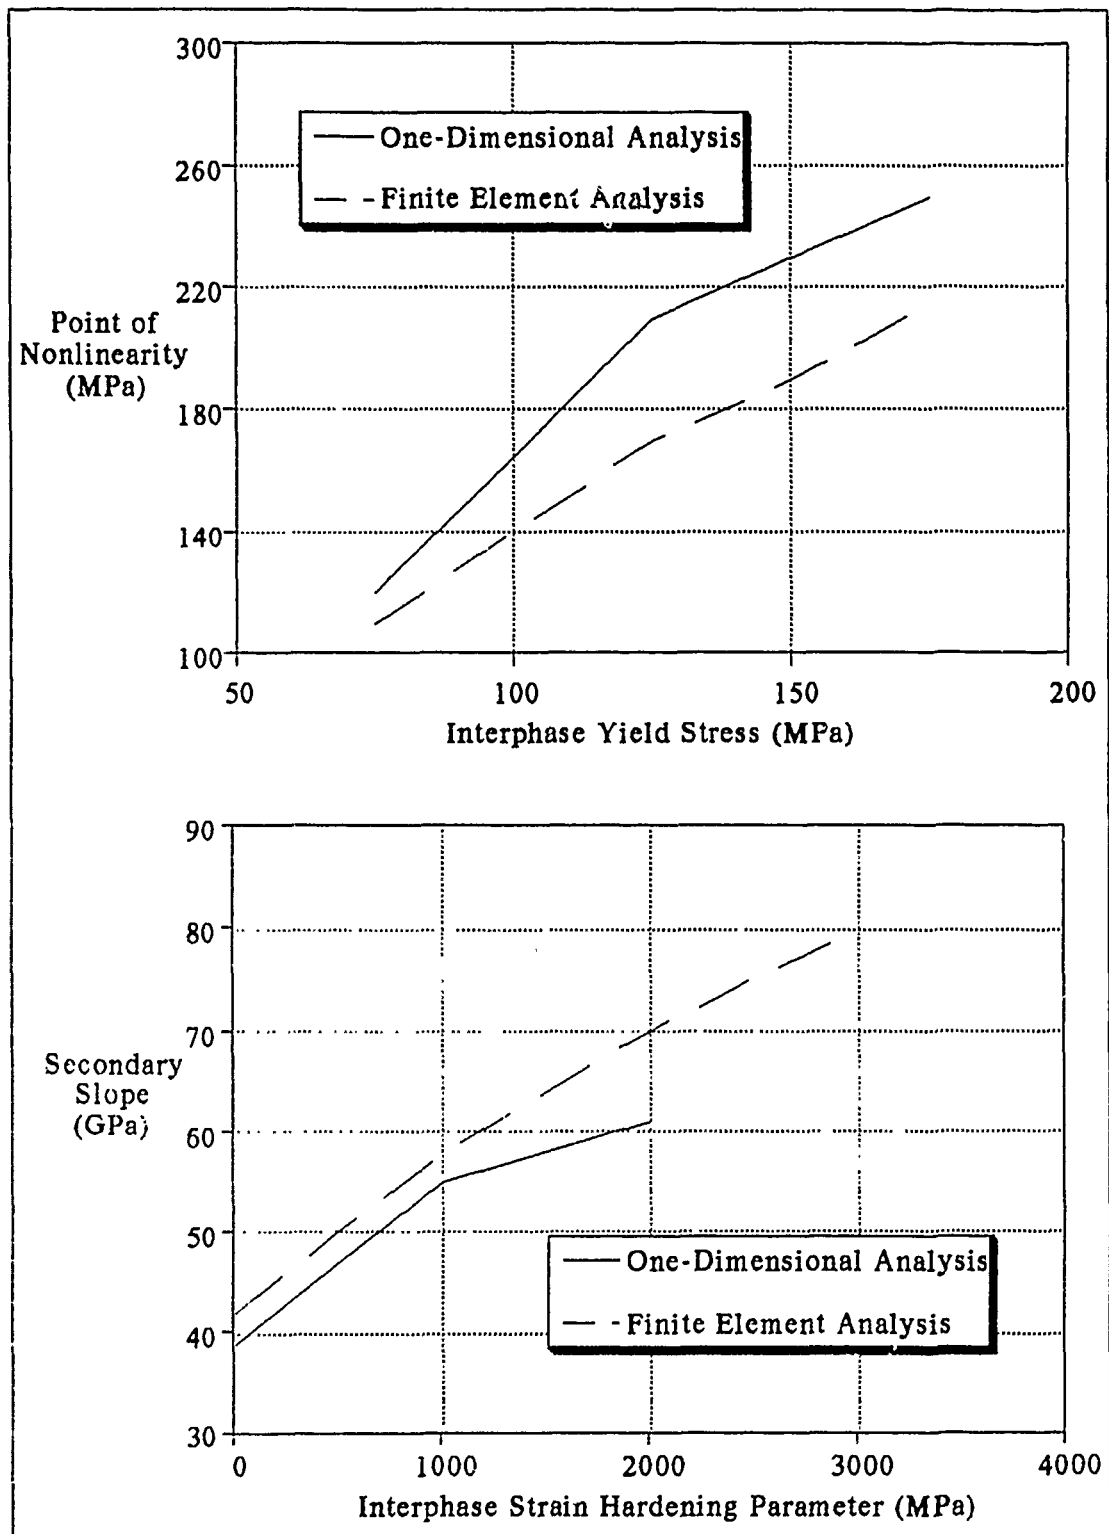 300
260
220
180
140
100
Point of
Nonlinearity
(MPa)
One-Dimensional Analysis
Finite Element Analysis
50
100
150
200
Interphase Yield Stress (MPa)
90
80
70
60
50
40
30
Secondary
Slope
(GPa)
One-Dimensional Analysis
Finite Element Analysis
0
1000
2000
3000
4000
Interphase Strain Hardening Parameter (MPa)